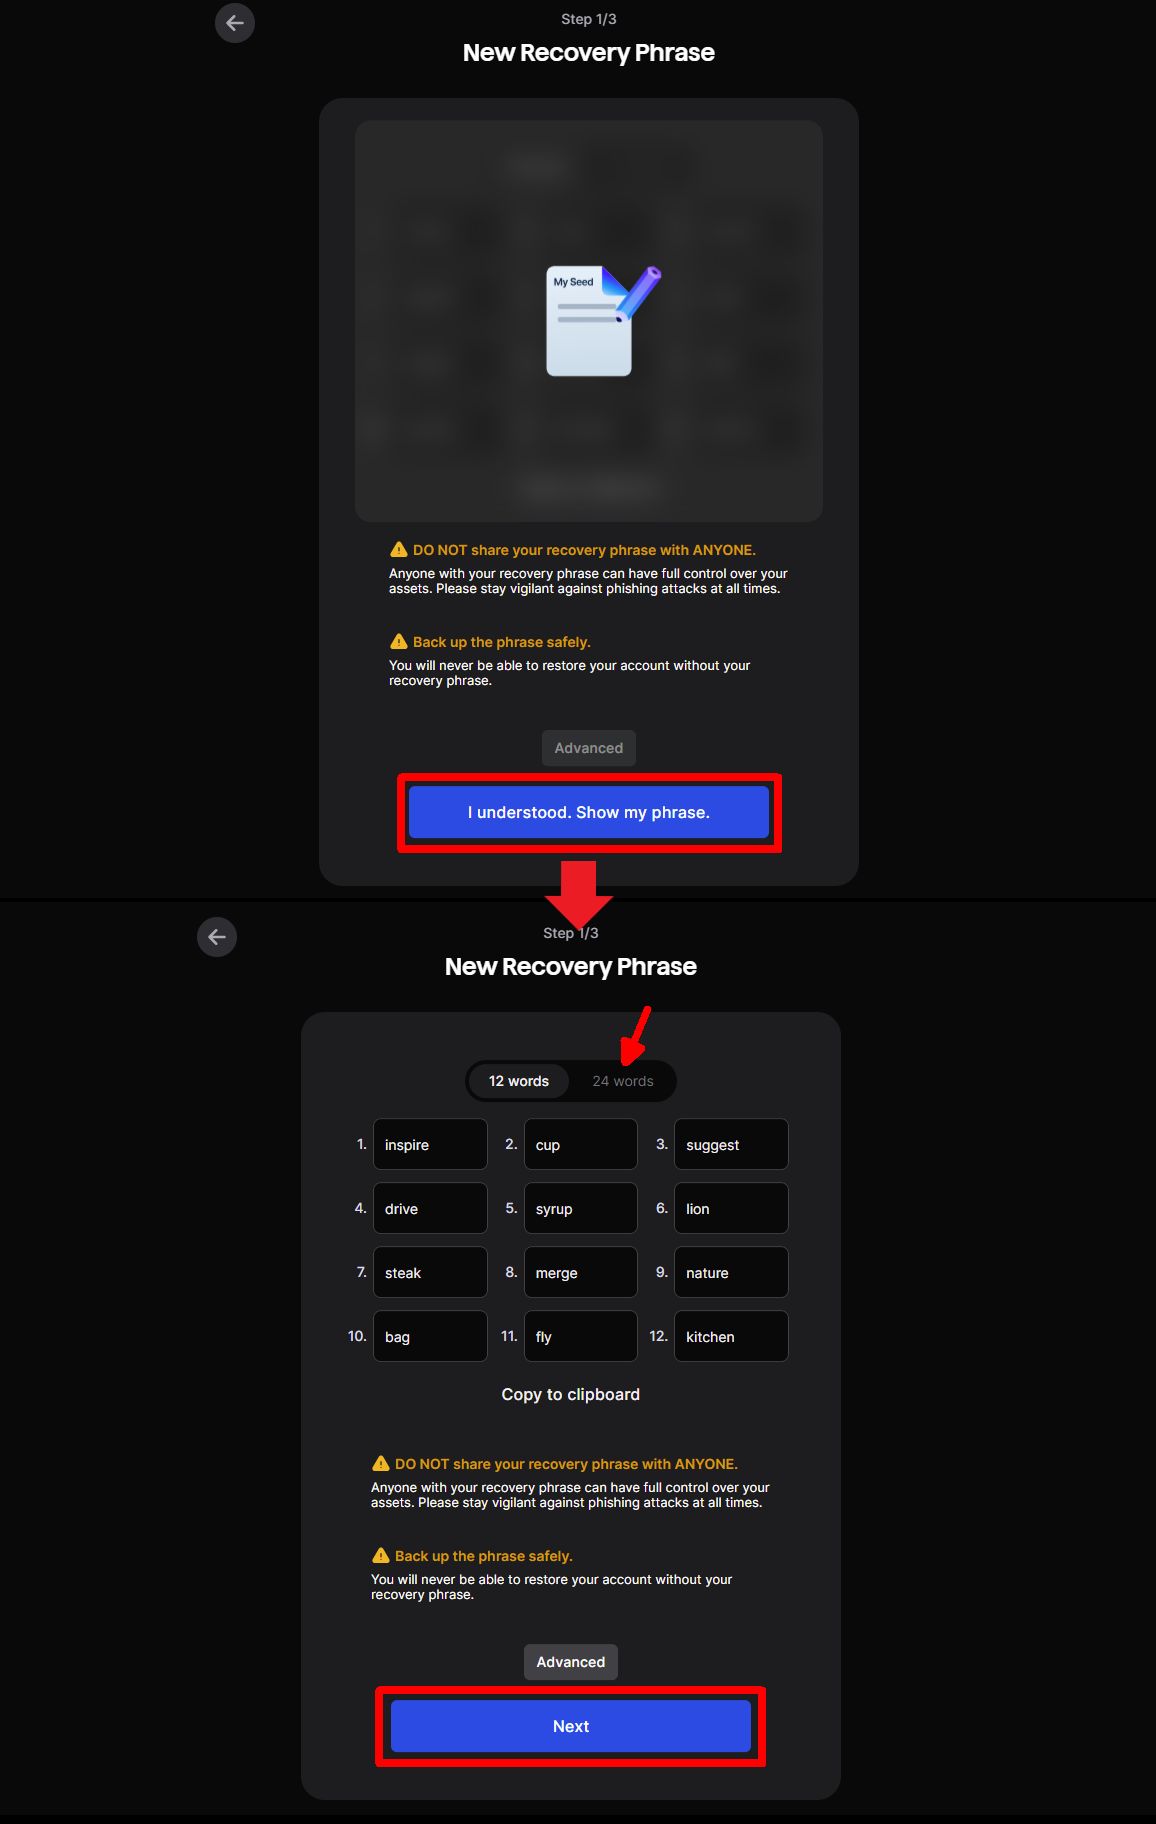 Step 1/3
New Recovery Phrase
My Seed
DO NOT share your recovery phrase with ANYONE.
Anyone with your recovery phrase can have full control over your
assets. Please stay vigilant against phishing attacks at all times.
Back up the phrase safely.
You will never be able to restore your account without your
recovery phrase.
Advanced
I understood. Show my phrase.
Step 1/3
New Recovery Phrase
12 words 24 words
1. inspire 2. cup 3. suggest
4. drive 5. syrup 6. lion
7. steak 8. merge 9. nature
10. bag 11. fly 12. kitchen
Copy to clipboard
DO NOT share your recovery phrase with ANYONE.
Anyone with your recovery phrase can have full control over your
assets. Please stay vigilant against phishing attacks at all times.
Back up the phrase safely.
You will never be able to restore your account without your
recovery phrase.
Advanced
Next